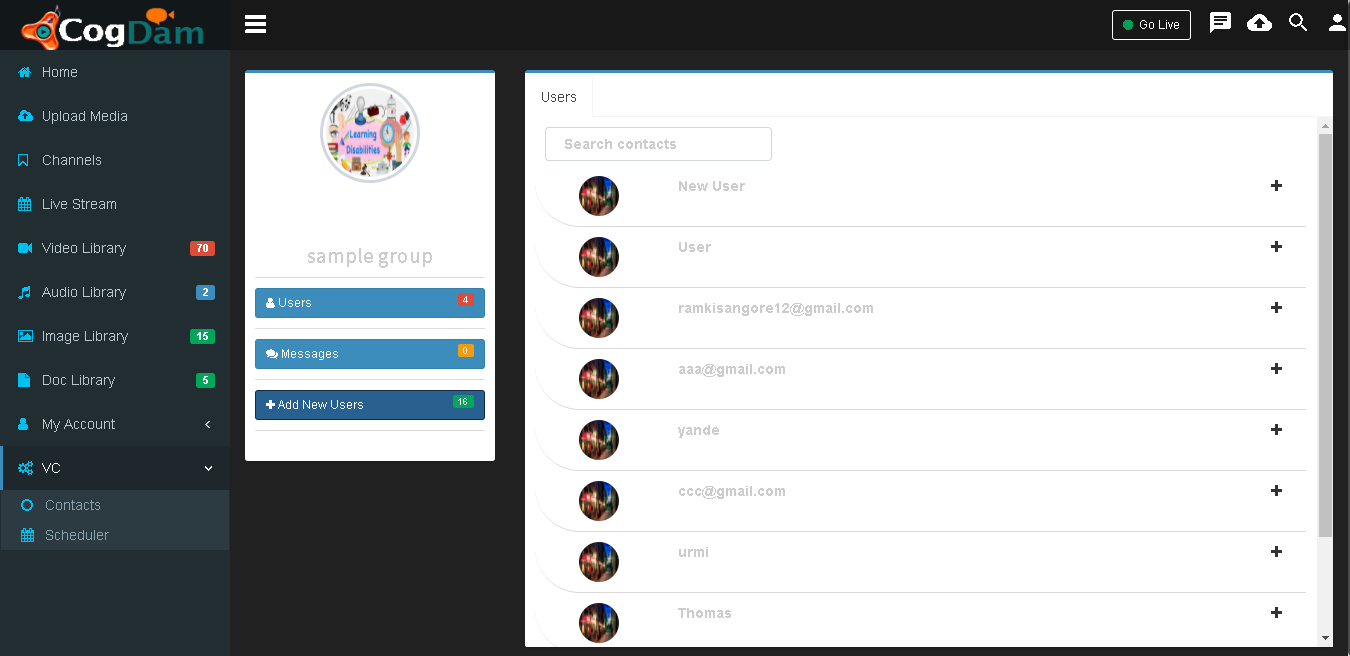 CogDam
Go Live
Home
Upload Media
Channels
Live Stream
Video Library 70
Audio Library 2
Image Library 15
Doc Library 5
My Account
VC
Contacts
Scheduler
Learning
Disabilities
sample group
Users 4
Messages 0
Add New Users 16
Users
Search contacts
New User
User
ramkisangore12@gmail.com
aaa@gmail.com
yande
ccc@gmail.com
urmi
Thomas